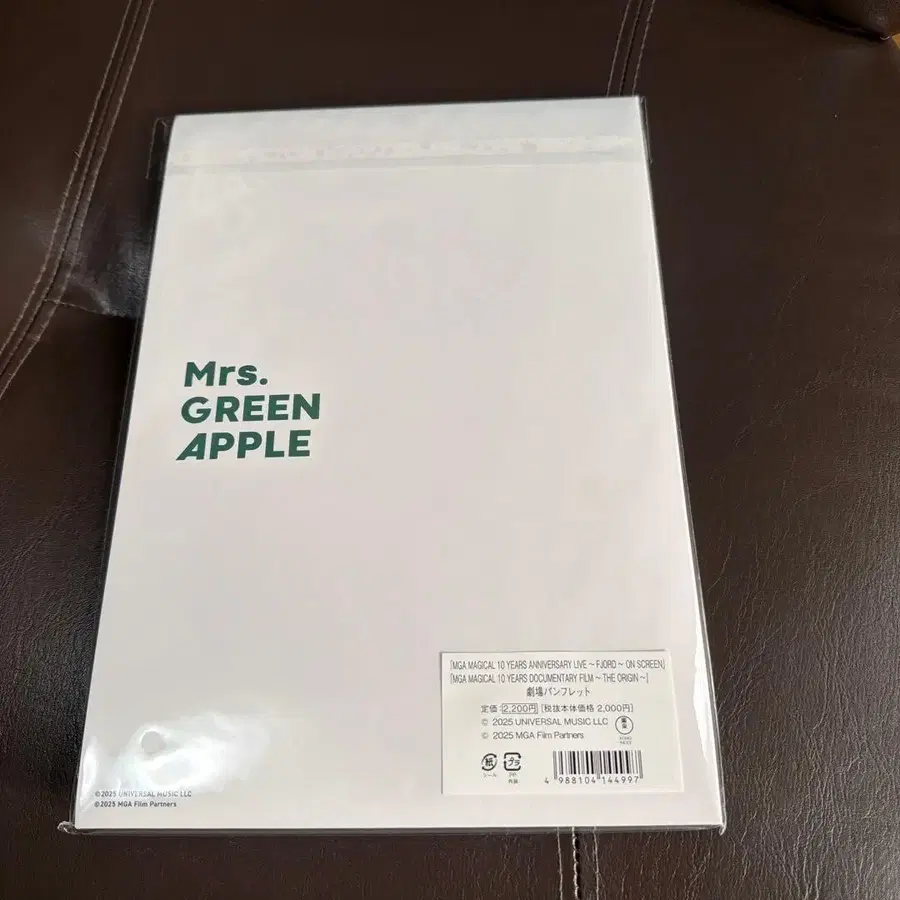 Mrs.
GREEN
APPLE
「MGA MAGICAL 10 YEARS ANNIVERSARY LIVE ～ FJORD ～ ON SCREEN」
「MGA MAGICAL 10 YEARS DOCUMENTARY FILM ～ THE ORIGIN ～」
劇場パンフレット
定価：2,200円 [税抜本体価格 2,000円]
© 2025 UNIVERSAL MUSIC LLC
© 2025 MGA Film Partners
紙
シール
プラ
外装
4 988104 144997
©2025 UNIVERSAL MUSIC LLC
©2025 MGA Film Partners